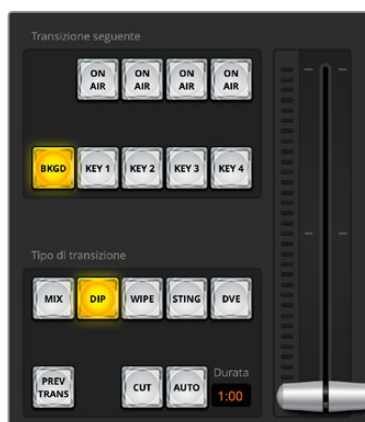 Transizione seguente
ON AIR ON AIR ON AIR ON AIR
BKGD KEY 1 KEY 2 KEY 3 KEY 4
Tipo di transizione
MIX DIP WIPE STING DVE
Durata
PREV TRANS CUT AUTO 1:00